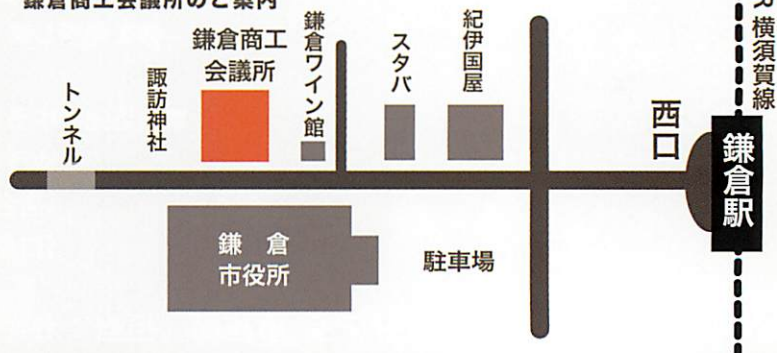 鎌倉商工会議所のご案内
横須賀線
鎌倉駅
西口
紀伊国屋
スタバ
鎌倉ワイン館
鎌倉商工
会議所
諏訪神社
トンネル
鎌 倉
市役所
駐車場